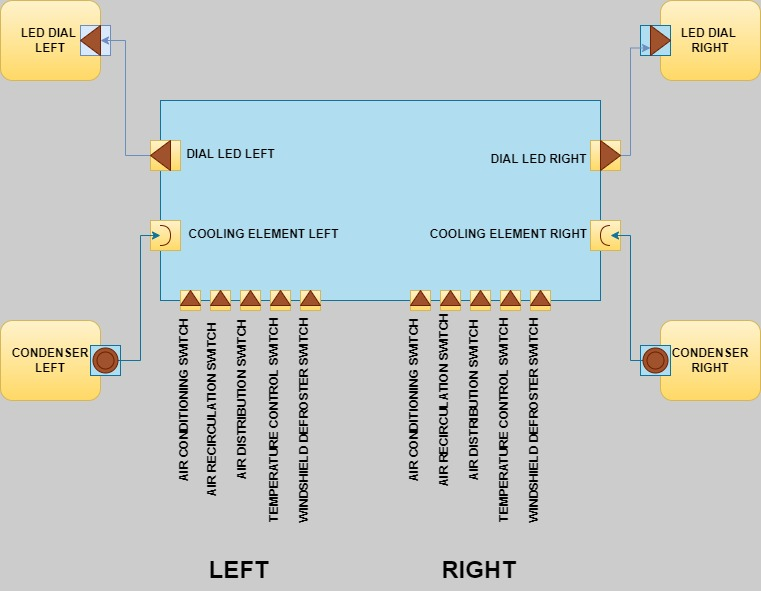 LED DIAL
LEFT
LED DIAL
RIGHT
DIAL LED LEFT
DIAL LED RIGHT
COOLING ELEMENT LEFT
COOLING ELEMENT RIGHT
CONDENSER
LEFT
CONDENSER
RIGHT
AIR CONDITIONING SWITCH
AIR RECIRCULATION SWITCH
AIR DISTRIBUTION SWITCH
TEMPERATURE CONTROL SWITCH
WINDSHIELD DEFROSTER SWITCH
AIR CONDITIONING SWITCH
AIR RECIRCULATION SWITCH
AIR DISTRIBUTION SWITCH
TEMPERATURE CONTROL SWITCH
WINDSHIELD DEFROSTER SWITCH
LEFT
RIGHT